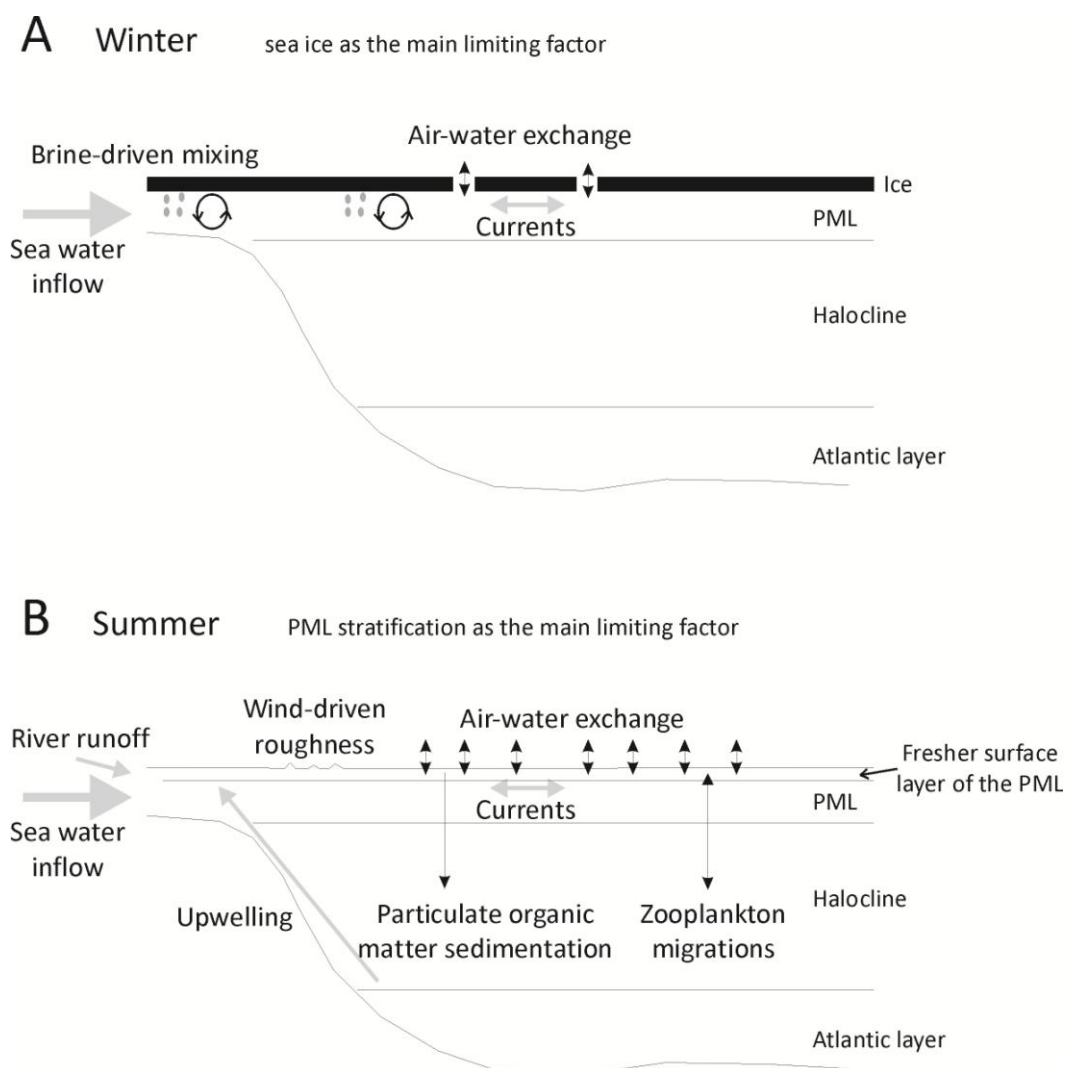 A Winter sea ice as the main limiting factor
Air-water exchange
Brine-driven mixing
Ice
PML
Currents
Sea water
inflow
Halocline
Atlantic layer
B Summer PML stratification as the main limiting factor
Wind-driven
roughness
Air-water exchange
River runoff
Fresher surface
layer of the PML
PML
Currents
Sea water
inflow
Halocline
Upwelling
Particulate organic
matter sedimentation
Zooplankton
migrations
Atlantic layer